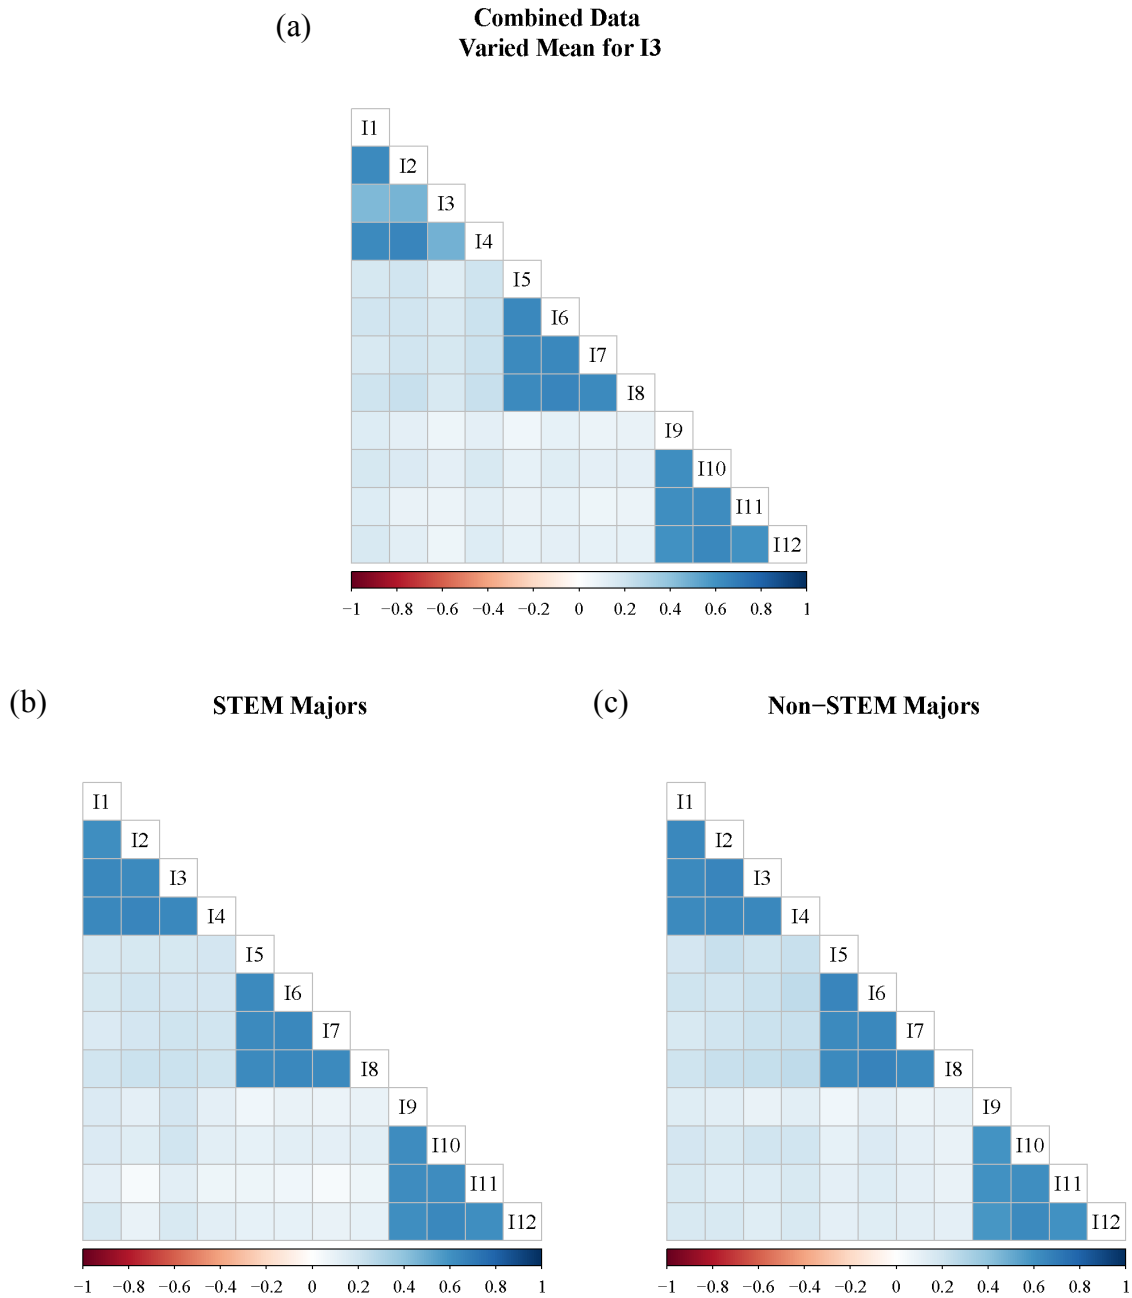 (a)
Combined Data
Varied Mean for I3
I1
I2
I3
I4
I5
I6
I7
I8
I9
I10
I11
I12
−1 −0.8 −0.6 −0.4 −0.2 0 0.2 0.4 0.6 0.8 1
(b)
STEM Majors
I1
I2
I3
I4
I5
I6
I7
I8
I9
I10
I11
I12
−1 −0.8 −0.6 −0.4 −0.2 0 0.2 0.4 0.6 0.8 1
(c)
Non−STEM Majors
I1
I2
I3
I4
I5
I6
I7
I8
I9
I10
I11
I12
−1 −0.8 −0.6 −0.4 −0.2 0 0.2 0.4 0.6 0.8 1